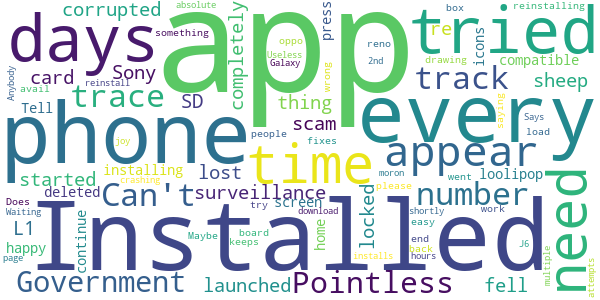 corrupted
absolute
box
reinstalling
days
app
tried
something
completely
press
icons
oppo
reno
Useless
compatible
Anybody
card
Sony
Galaxy
2nd
re
drawing
track
sheep
avail
trace
SD
reinstall
wrong
saying
Tell
thing
every
Says
load
phone
scam
people
fixes
joy
time
appear
started
installing
lost
moron
went
loolipop
crashing
deleted
Can't
surveillance
please
number
need
Does
try
screen
locked
Waiting
download
shortly
work
L1
Maybe
board
home
easy
happy
continue
keeps
end
back
J6
multiple
page
Installed
hours
installs
attempts
Government
launched
Pointless
fell